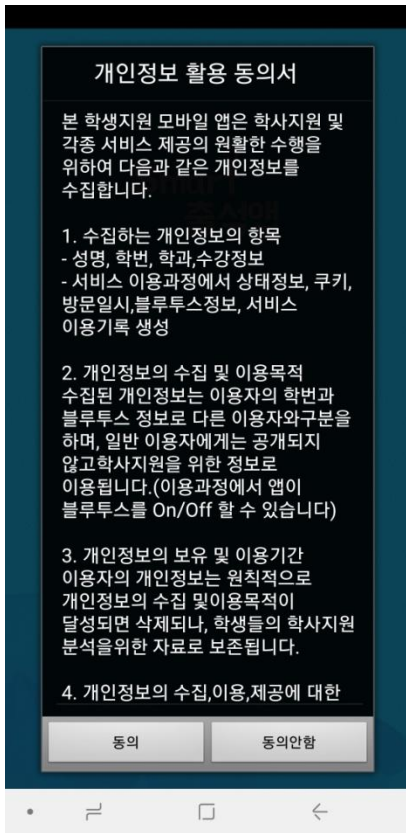 개인정보 활용 동의서
본 학생지원 모바일 앱은 학사지원 및
각종 서비스 제공의 원활한 수행을
위하여 다음과 같은 개인정보를
수집합니다.
1. 수집하는 개인정보의 항목
- 성명, 학번, 학과,수강정보
- 서비스 이용과정에서 상태정보, 쿠키,
방문일시,블루투스정보, 서비스
이용기록 생성
2. 개인정보의 수집 및 이용목적
수집된 개인정보는 이용자의 학번과
블루투스 정보로 다른 이용자와구분을
하며, 일반 이용자에게는 공개되지
않고학사지원을 위한 정보로
이용됩니다.(이용과정에서 앱이
블루투스를 On/Off 할 수 있습니다)
3. 개인정보의 보유 및 이용기간
이용자의 개인정보는 원칙적으로
개인정보의 수집 및이용목적이
달성되면 삭제되나, 학생들의 학사지원
분석을위한 자료로 보존됩니다.
4. 개인정보의 수집,이용,제공에 대한
동의
동의안함